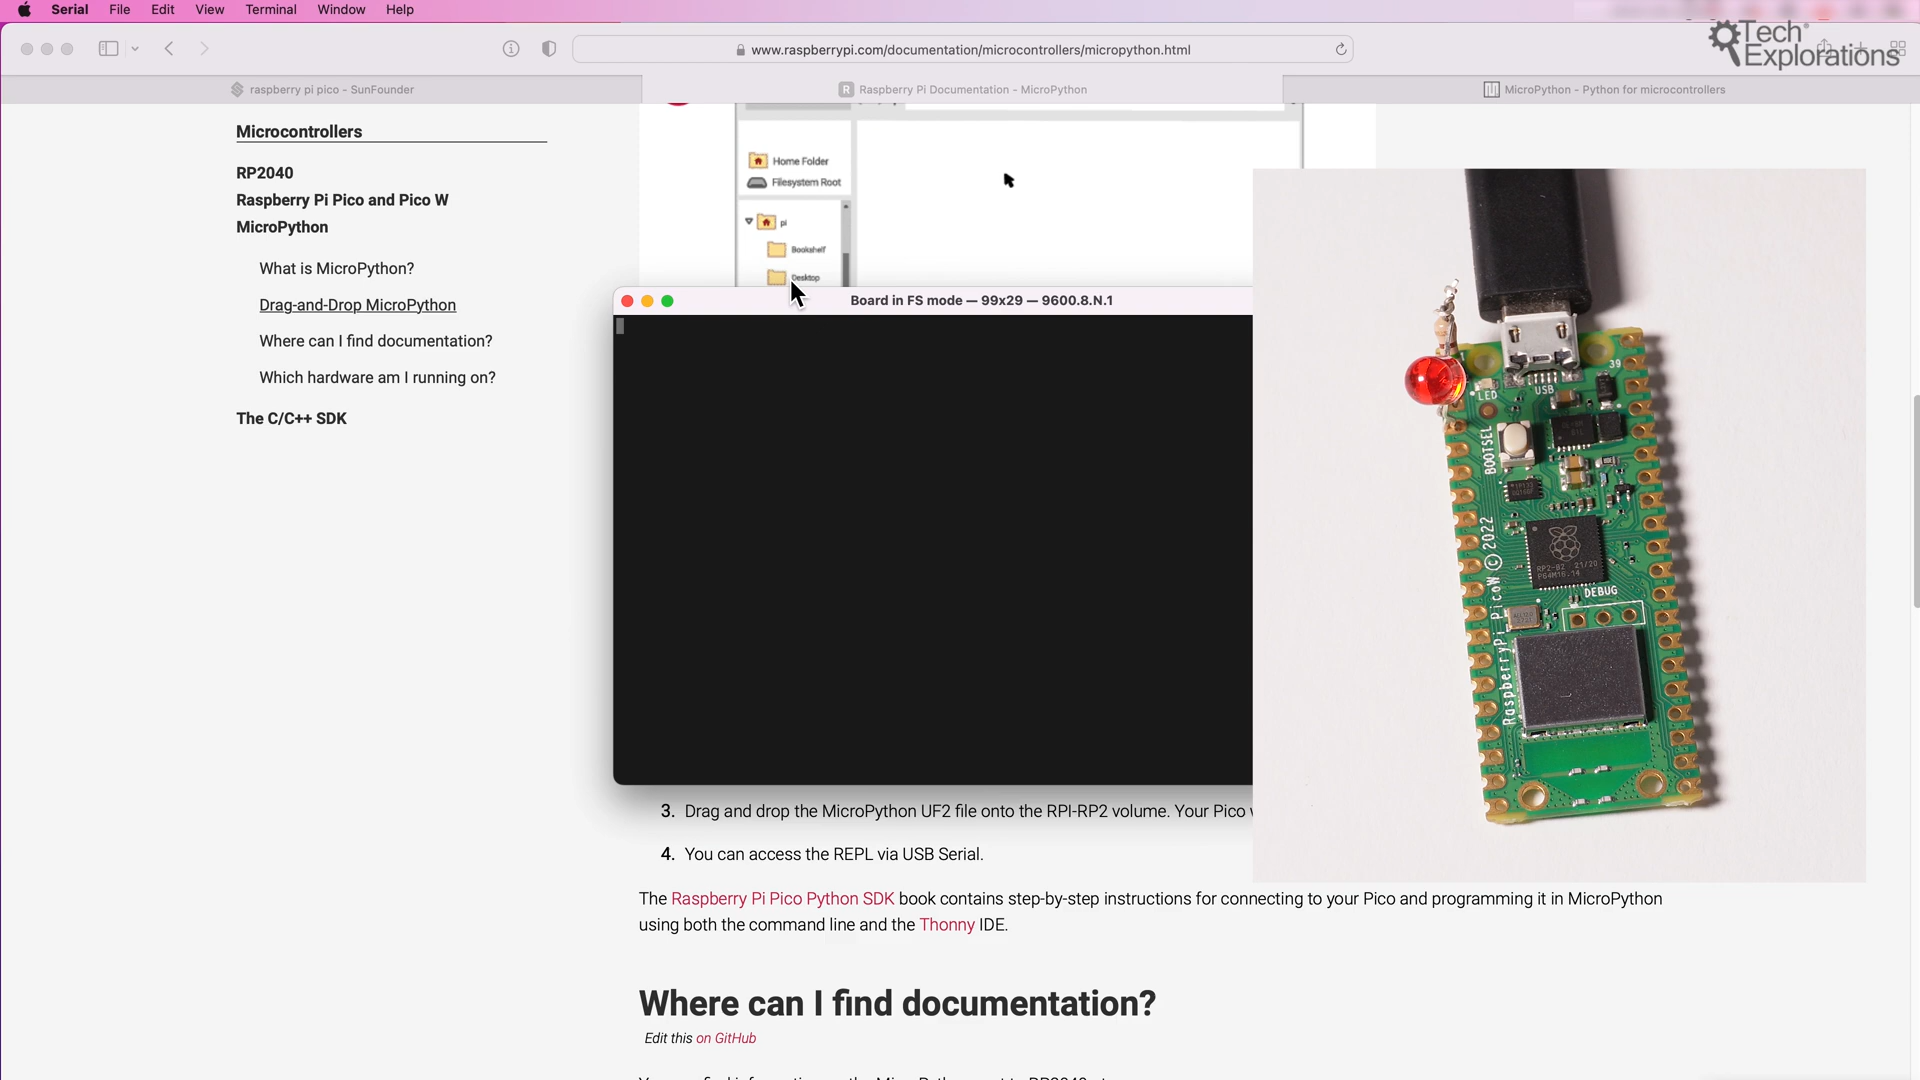 Serial File Edit View Terminal Window Help
www.raspberrypi.com/documentation/microcontrollers/micropython.html
Tech
Explorations
raspberry pi pico - SunFounder
R Raspberry Pi Documentation - MicroPython
MicroPython - Python for microcontrollers
Microcontrollers
RP2040
Raspberry Pi Pico and Pico W
MicroPython
What is MicroPython?
Drag-and-Drop MicroPython
Where can I find documentation?
Which hardware am I running on?
The C/C++ SDK
Home Folder
Filesystem Root
pi
Bookshelf
Desktop
Board in FS mode — 99x29 — 9600.8.N.1
39
LED
USB
BOOTSEL
RP2-B2 21/20
P64M16.14
DEBUG
Raspberry Pi PicoW ©2022
3. Drag and drop the MicroPython UF2 file onto the RPI-RP2 volume. Your Pico
4. You can access the REPL via USB Serial.
The Raspberry Pi Pico Python SDK book contains step-by-step instructions for connecting to your Pico and programming it in MicroPython
using both the command line and the Thonny IDE.
Where can I find documentation?
Edit this on GitHub